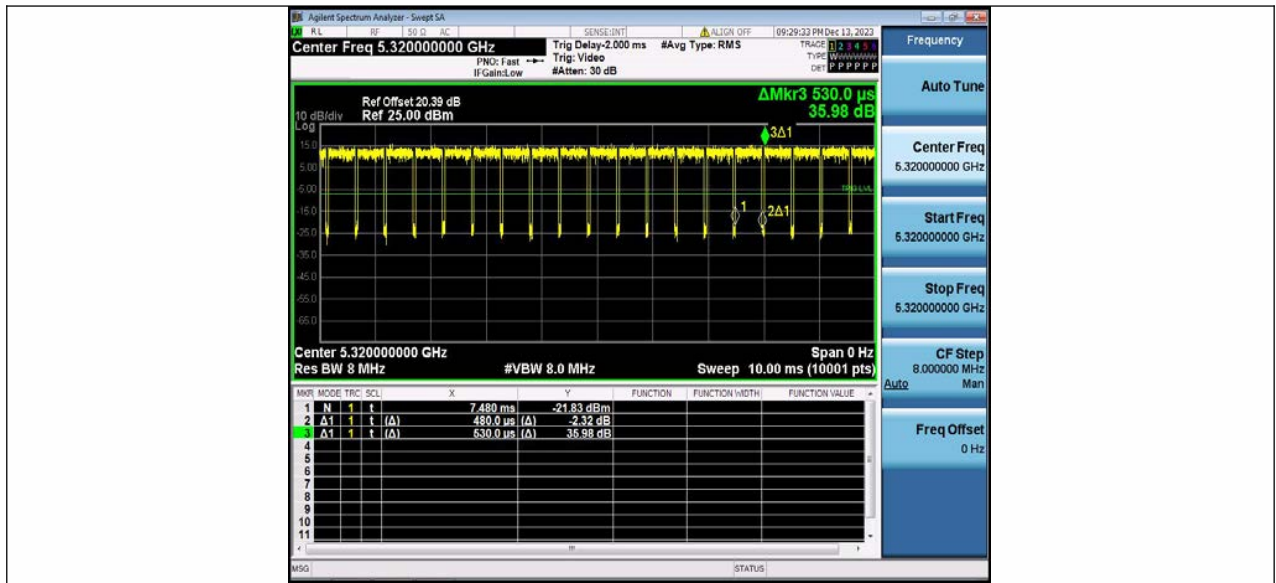 Agilent Spectrum Analyzer - Swept SA
RL RF 50 Ω AC SENSE:INT ALIGN OFF 09:29:33 PM Dec 13, 2023
Center Freq 5.320000000 GHz
Trig Delay-2.000 ms #Avg Type: RMS
TRACE 1 2 3 4 5 6
PNO: Fast Trig: Video
TYPE WWWWWW
IFGain:Low #Atten: 30 dB
DET P P P P P P
Frequency
Auto Tune
ΔMkr3 530.0 µs
35.98 dB
Ref Offset 20.39 dB
10 dB/div Ref 25.00 dBm
Log
15.0
5.00
-5.00
-15.0
-25.0
-35.0
-45.0
-55.0
-65.0
3Δ1
TRIG LVL
1
2Δ1
Center 5.320000000 GHz Span 0 Hz
Res BW 8 MHz #VBW 8.0 MHz Sweep 10.00 ms (10001 pts)
Center Freq
5.320000000 GHz
Start Freq
5.320000000 GHz
Stop Freq
5.320000000 GHz
CF Step
8.000000 MHz
Auto Man
Freq Offset
0 Hz
MKR MODE TRC SCL X Y FUNCTION FUNCTION WIDTH FUNCTION VALUE
1 N 1 t 7.480 ms -21.83 dBm
2 Δ1 1 t (Δ) 480.0 µs (Δ) -2.32 dB
3 Δ1 1 t (Δ) 530.0 µs (Δ) 35.98 dB
4
5
6
7
8
9
10
11
MSG STATUS